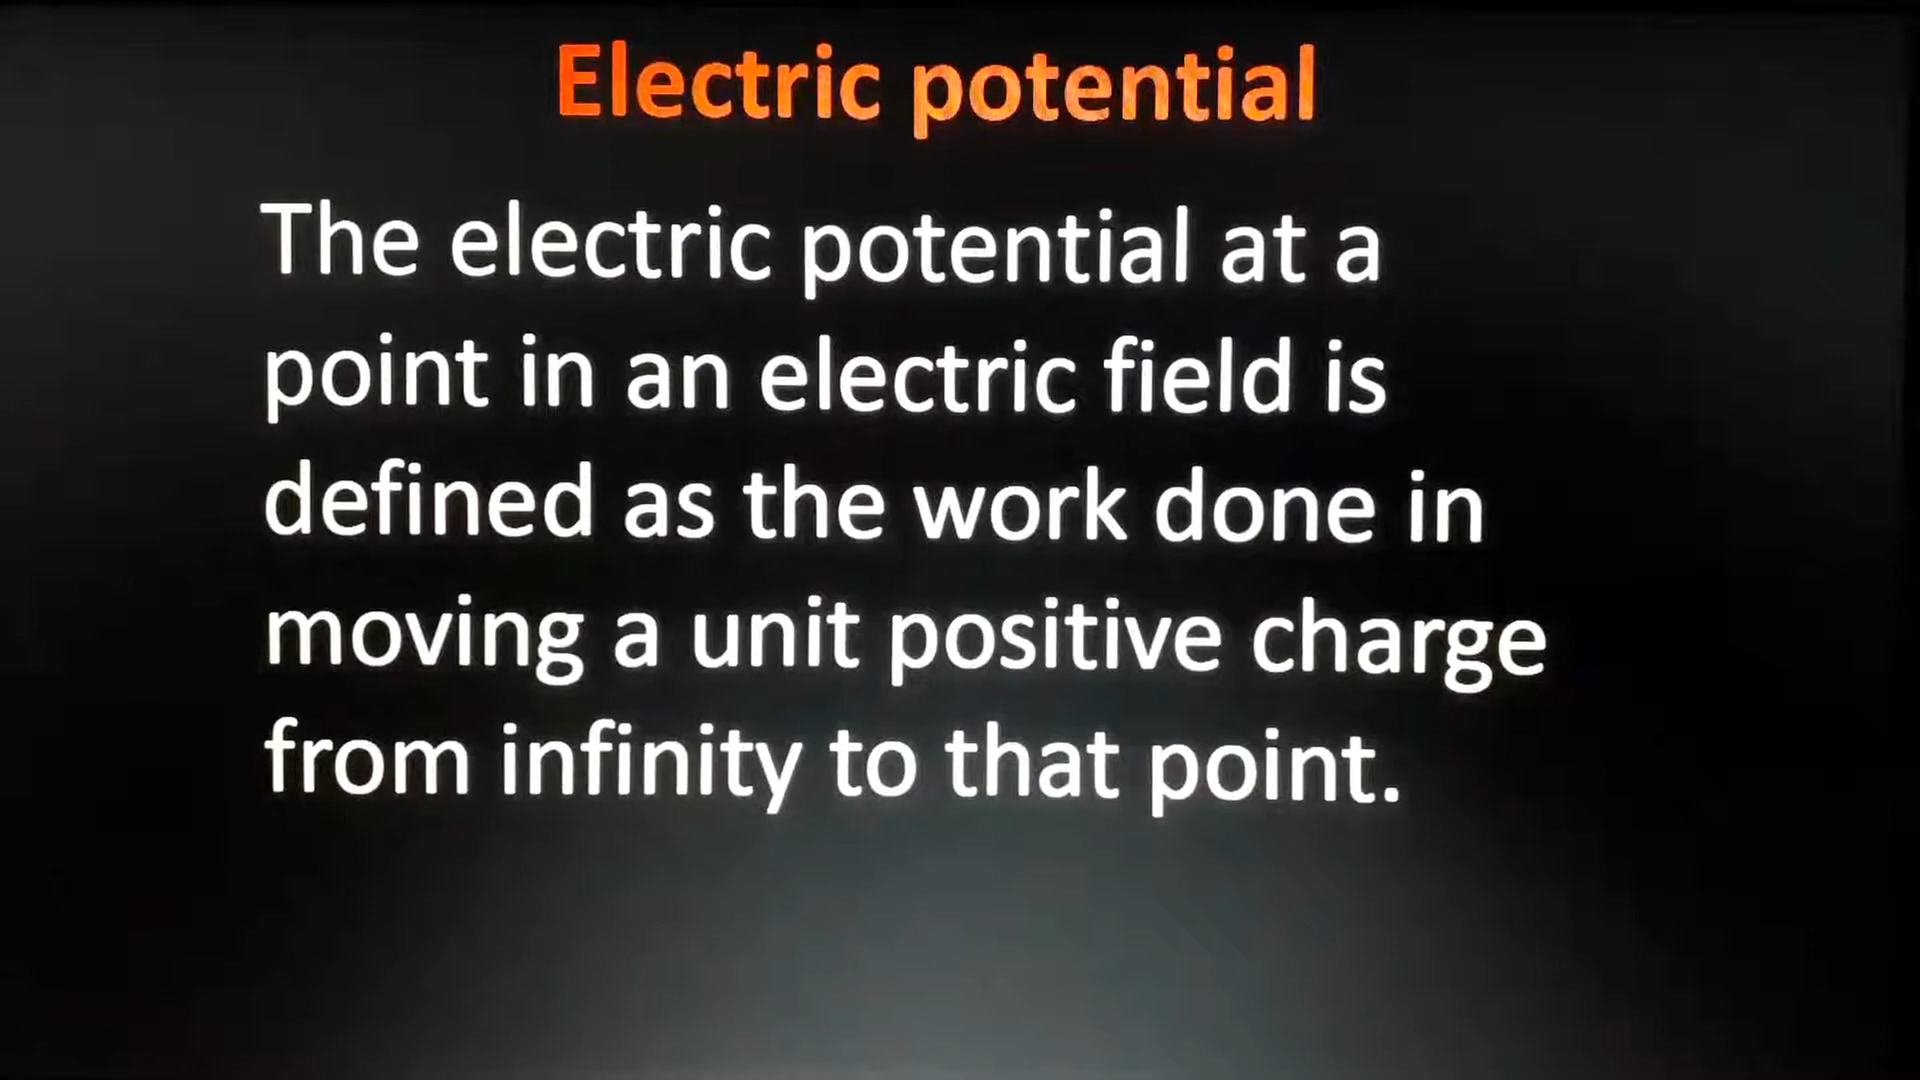 Electric potential
The electric potential at a
point in an electric field is
defined as the work done in
moving a unit positive charge
from infinity to that point.